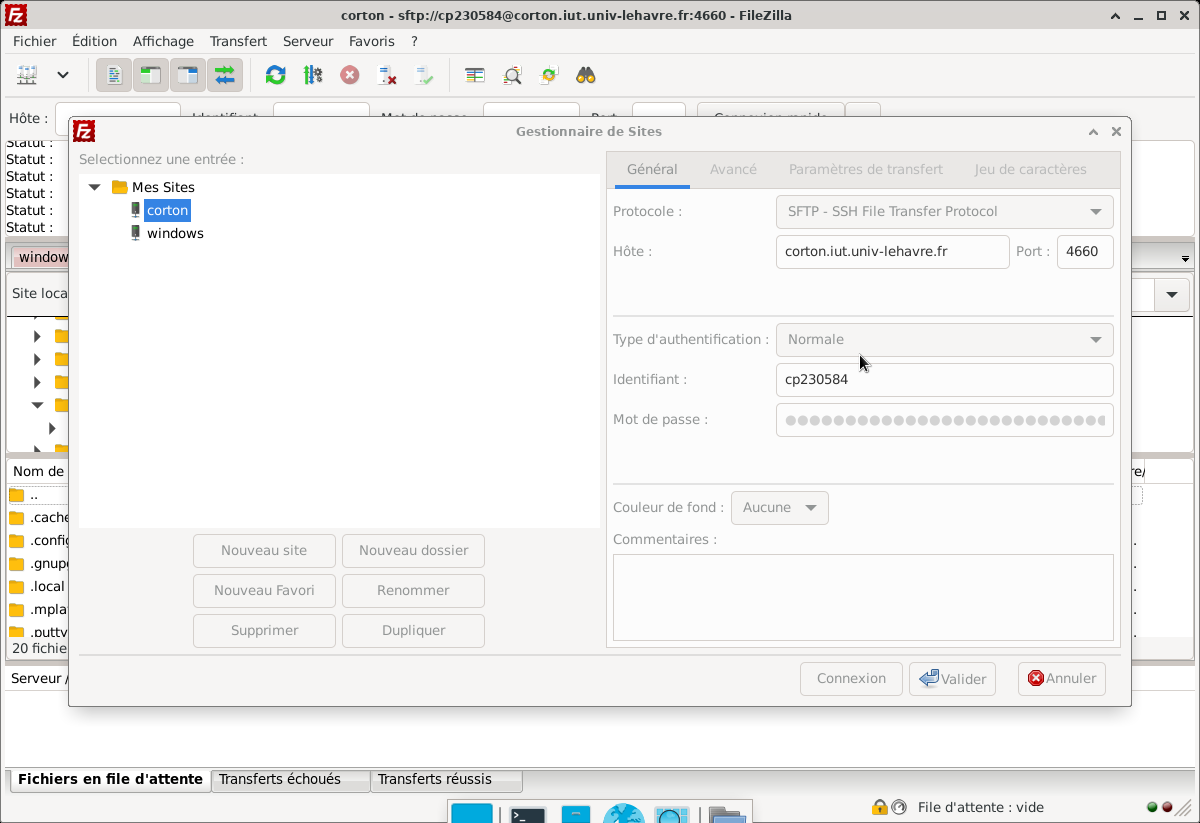 corton - sftp://cp230584@corton.iut.univ-lehavre.fr:4660 - FileZilla
Fichier Édition Affichage Transfert Serveur Favoris ?
Hôte :
Statut :
Statut :
Statut :
Statut :
Statut :
Statut :
window
Site loca
Nom de
..
.cache
.config
.gnup
.local
.mpla
.putty
20 fichie
Serveur /
Gestionnaire de Sites
Selectionnez une entrée :
Mes Sites
corton
windows
Nouveau site Nouveau dossier
Nouveau Favori Renommer
Supprimer Dupliquer
Général Avancé Paramètres de transfert Jeu de caractères
Protocole : SFTP - SSH File Transfer Protocol
Hôte : corton.iut.univ-lehavre.fr Port : 4660
Type d'authentification : Normale
Identifiant : cp230584
Mot de passe :
Couleur de fond : Aucune
Commentaires :
Connexion Valider Annuler
Fichiers en file d'attente Transferts échoués Transferts réussis
File d'attente : vide